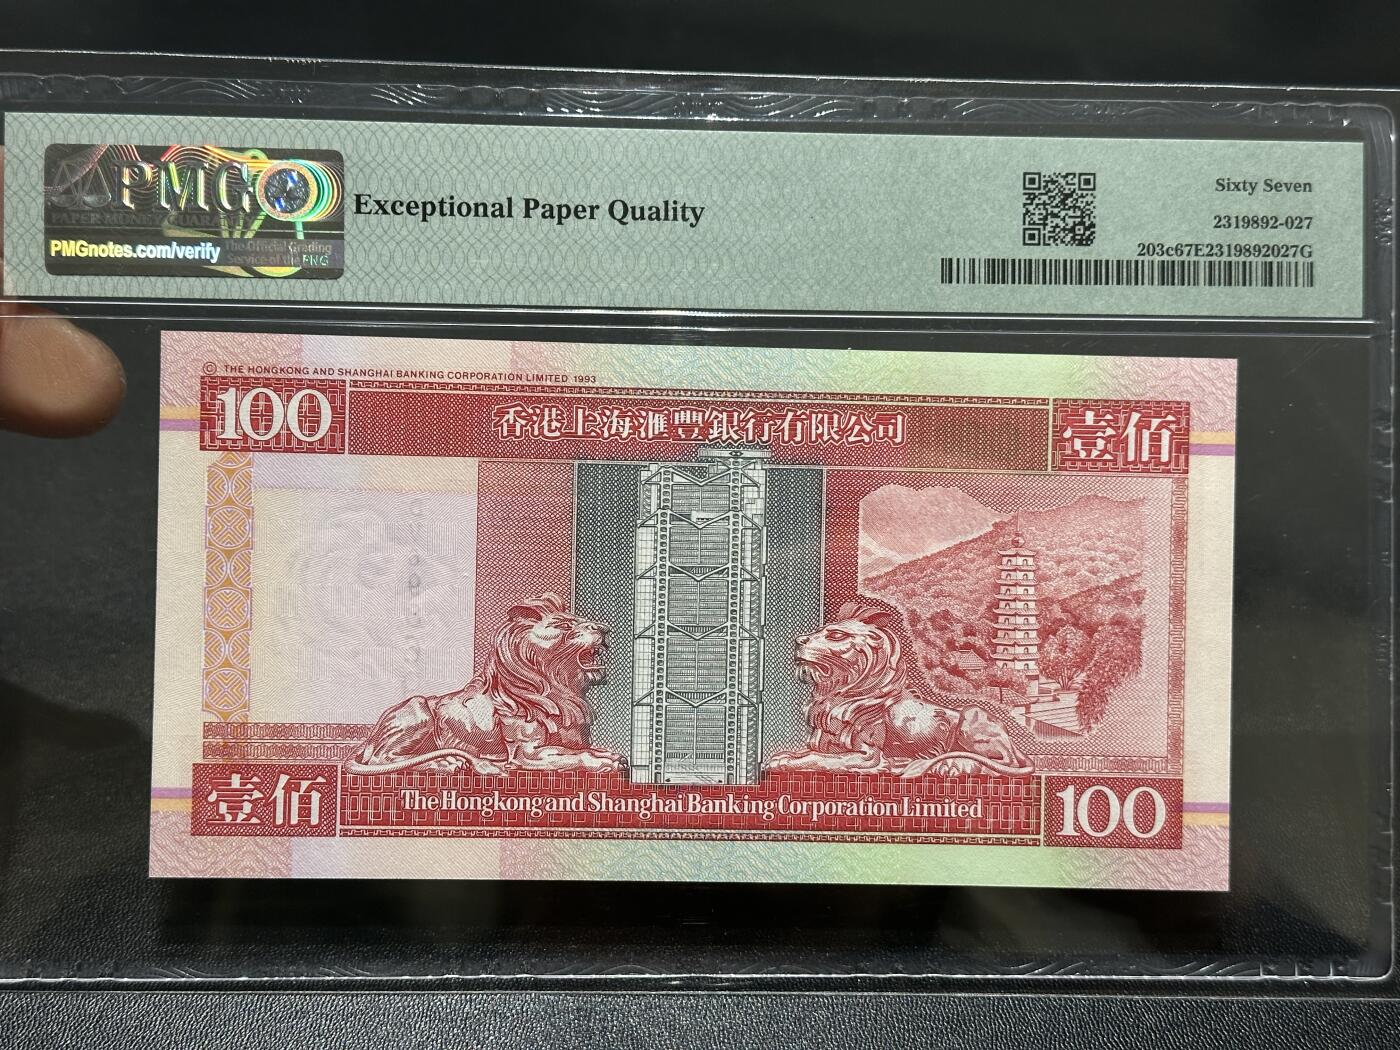 PMG
PAPER MONEY GUARANTY
PMGnotes.com/verify
The Official Grading
Service of the PNG
Exceptional Paper Quality
Sixty Seven
2319892-027
203c67E2319892027G
© THE HONGKONG AND SHANGHAI BANKING CORPORATION LIMITED 1993
100
香港上海滙豐銀行有限公司
壹佰
壹佰
The Hongkong and Shanghai Banking Corporation Limited
100